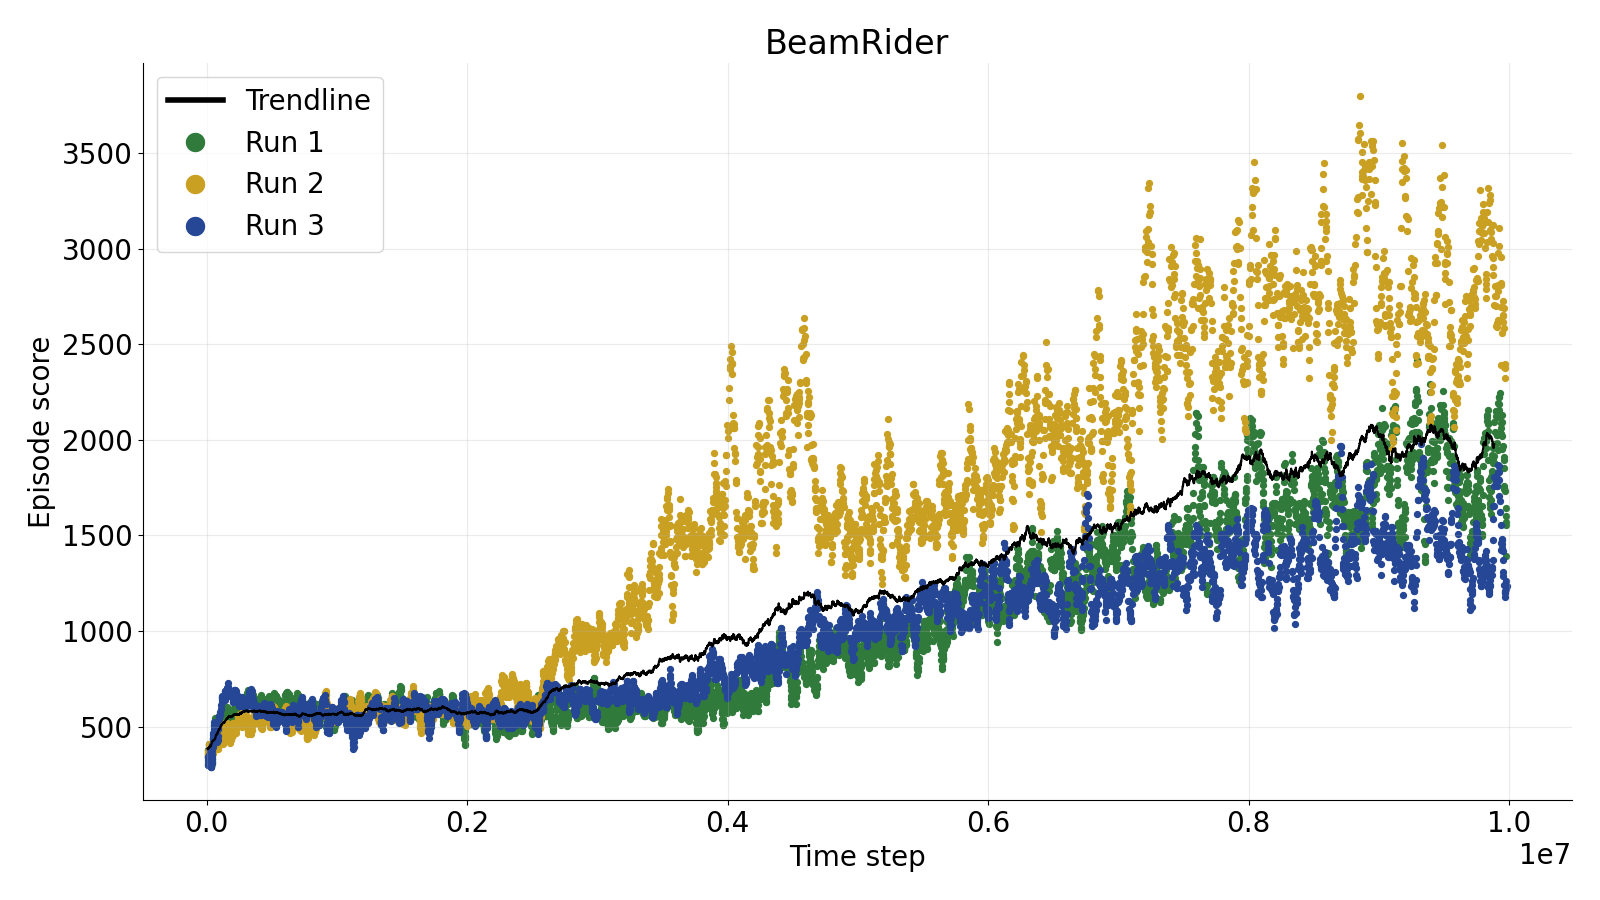 BeamRider
Trendline
Run 1
Run 2
Run 3
Episode score
3500
3000
2500
2000
1500
1000
500
0.0
0.2
0.4
0.6
0.8
1.0
Time step
1e7